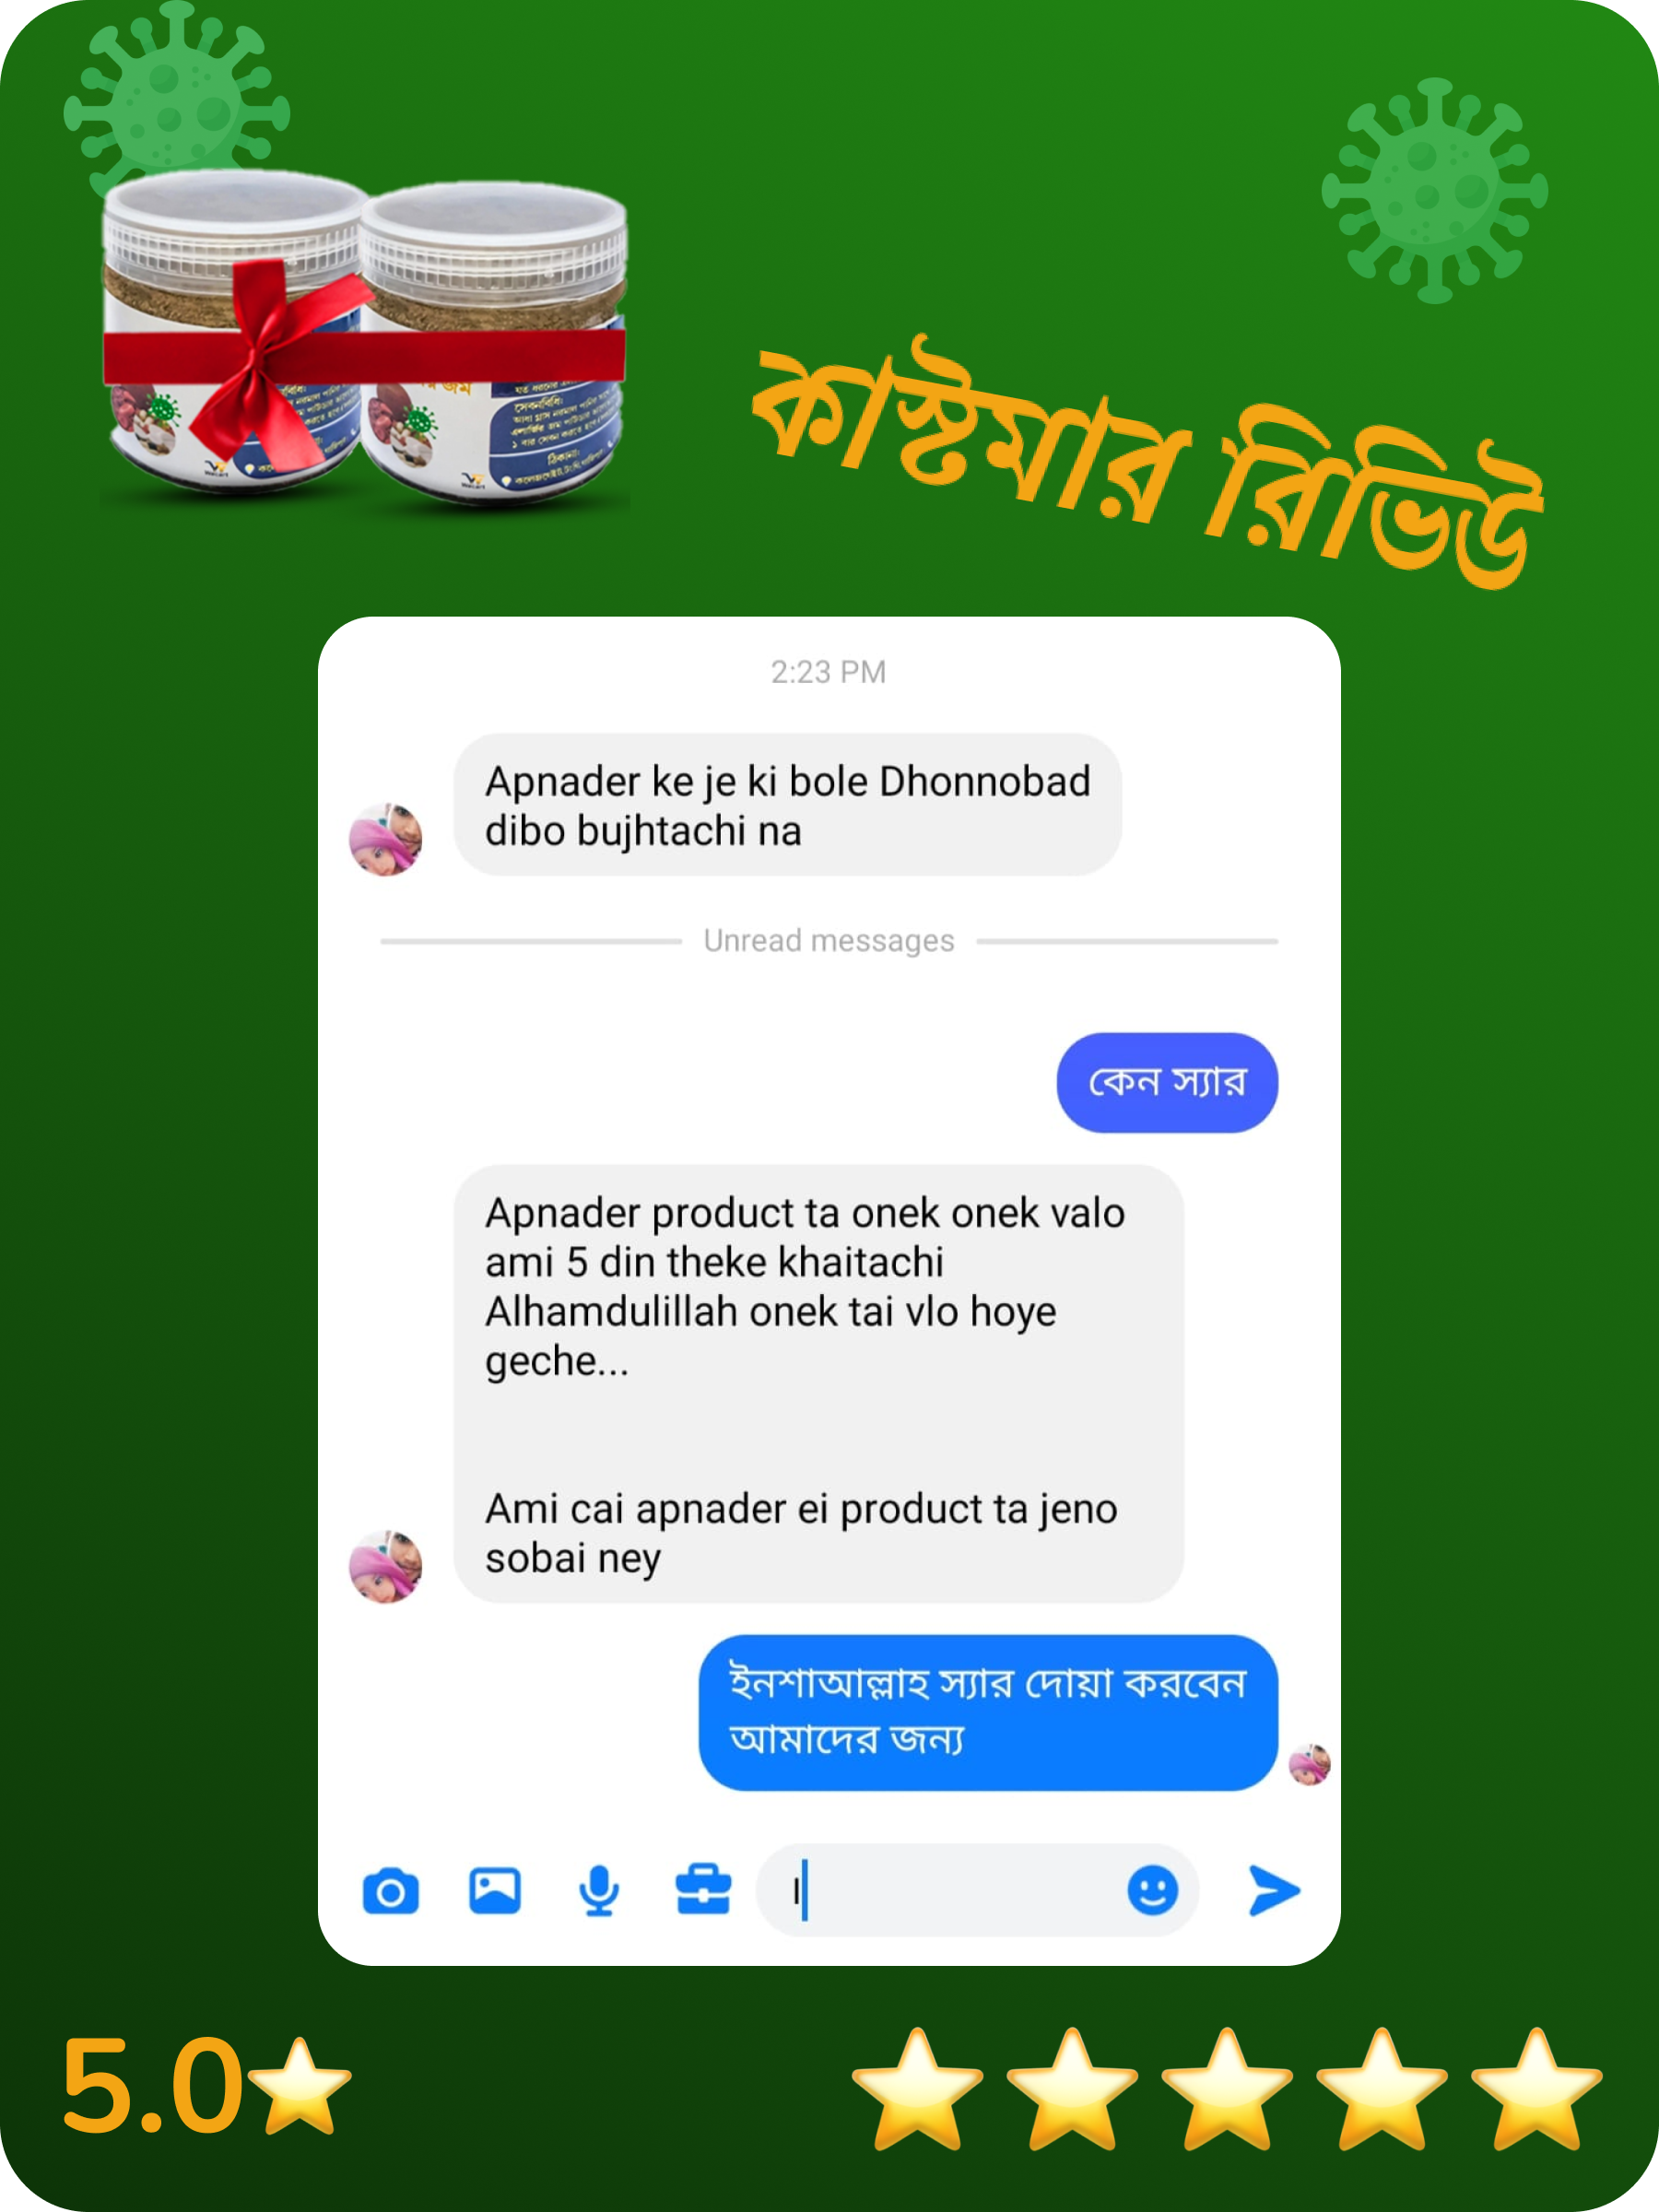 সেবনবিধি:
ঠিকানা:
কাস্টমার রিভিউ
2:23 PM
Apnader ke je ki bole Dhonnobad
dibo bujhtachi na
Unread messages
কেন স্যার
Apnader product ta onek onek valo
ami 5 din theke khaitachi
Alhamdulillah onek tai vlo hoye
geche...
Ami cai apnader ei product ta jeno
sobai ney
ইনশাআল্লাহ স্যার দোয়া করবেন
আমাদের জন্য
5.0